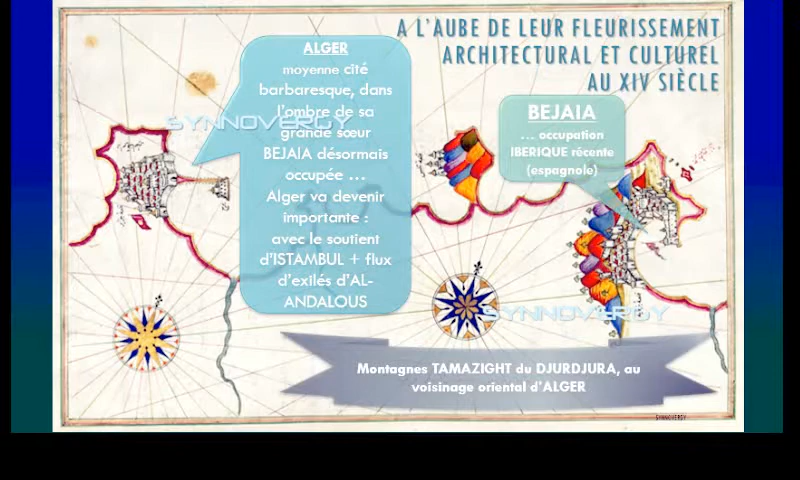 A L'AUBE DE LEUR FLEURISSEMENT
ARCHITECTURAL ET CULTUREL
AU XIV SIÈCLE
ALGER
moyenne cité
barbaresque, dans
l'ombre de sa
grande sœur
BEJAIA désormais
occupée ...
Alger va devenir
importante :
avec le soutient
d'ISTAMBUL + flux
d'exilés d'AL-
ANDALOUS
BEJAIA
... occupation
IBERIQUE récente
(espagnole)
SYNNOVERGY
SYNNOVERGY
Montagnes TAMAZIGHT du DJURDJURA, au
voisinage oriental d'ALGER
SYNNOVERGY